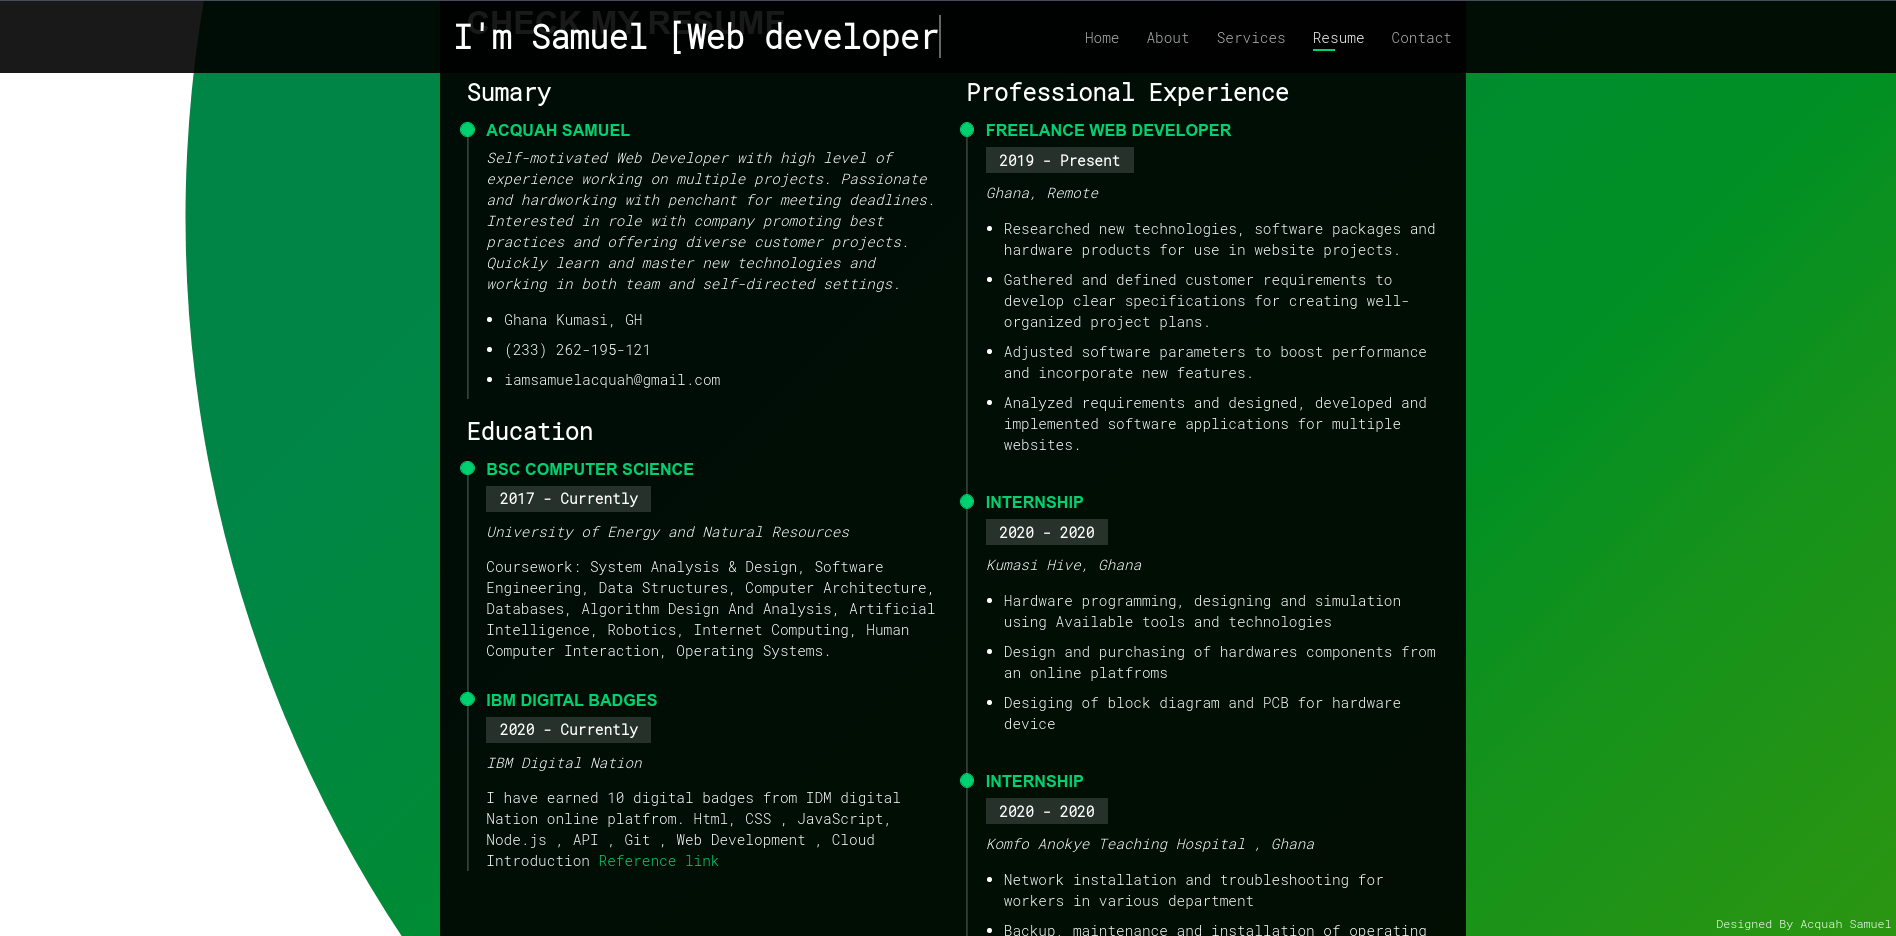 CHECK MY RESUME
I'm Samuel [Web developer
Home About Services Resume Contact
Sumary
ACQUAH SAMUEL
Self-motivated Web Developer with high level of
experience working on multiple projects. Passionate
and hardworking with penchant for meeting deadlines.
Interested in role with company promoting best
practices and offering diverse customer projects.
Quickly learn and master new technologies and
working in both team and self-directed settings.
Ghana Kumasi, GH
(233) 262-195-121
iamsamuelacquah@gmail.com
Education
BSC COMPUTER SCIENCE
2017 - Currently
University of Energy and Natural Resources
Coursework: System Analysis & Design, Software
Engineering, Data Structures, Computer Architecture,
Databases, Algorithm Design And Analysis, Artificial
Intelligence, Robotics, Internet Computing, Human
Computer Interaction, Operating Systems.
IBM DIGITAL BADGES
2020 - Currently
IBM Digital Nation
I have earned 10 digital badges from IDM digital
Nation online platfrom. Html, CSS , JavaScript,
Node.js , API , Git , Web Development , Cloud
Introduction Reference link
Professional Experience
FREELANCE WEB DEVELOPER
2019 - Present
Ghana, Remote
Researched new technologies, software packages and
hardware products for use in website projects.
Gathered and defined customer requirements to
develop clear specifications for creating well-
organized project plans.
Adjusted software parameters to boost performance
and incorporate new features.
Analyzed requirements and designed, developed and
implemented software applications for multiple
websites.
INTERNSHIP
2020 - 2020
Kumasi Hive, Ghana
Hardware programming, designing and simulation
using Available tools and technologies
Design and purchasing of hardwares components from
an online platfroms
Desiging of block diagram and PCB for hardware
device
INTERNSHIP
2020 - 2020
Komfo Anokye Teaching Hospital , Ghana
Network installation and troubleshooting for
workers in various department
Backup, maintenance and installation of operating
Designed By Acquah Samuel